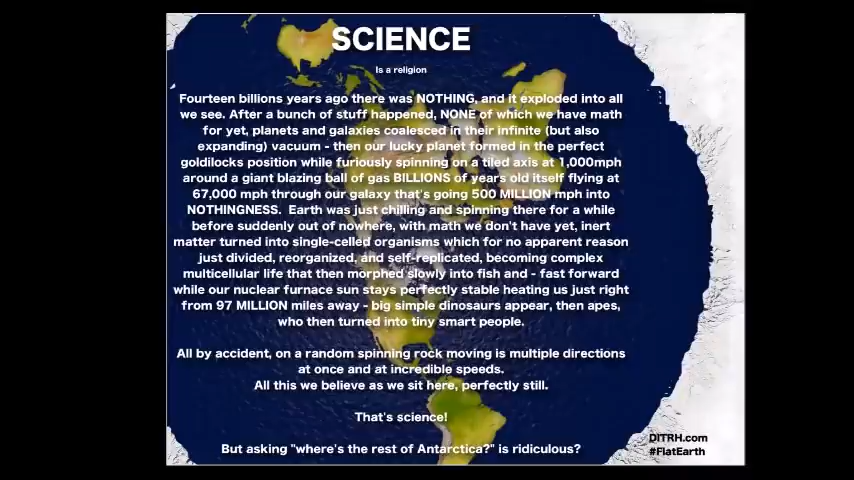 SCIENCE
Is a religion
Fourteen billions years ago there was NOTHING, and it exploded into all
we see. After a bunch of stuff happened, NONE of which we have math
for yet, planets and galaxies coalesced in their infinite (but also
expanding) vacuum - then our lucky planet formed in the perfect
goldilocks position while furiously spinning on a tiled axis at 1,000mph
around a giant blazing ball of gas BILLIONS of years old itself flying at
67,000 mph through our galaxy that's going 500 MILLION mph into
NOTHINGNESS. Earth was just chilling and spinning there for a while
before suddenly out of nowhere, with math we don't have yet, inert
matter turned into single-celled organisms which for no apparent reason
just divided, reorganized, and self-replicated, becoming complex
multicellular life that then morphed slowly into fish and - fast forward
while our nuclear furnace sun stays perfectly stable heating us just right
from 97 MILLION miles away - big simple dinosaurs appear, then apes,
who then turned into tiny smart people.
All by accident, on a random spinning rock moving is multiple directions
at once and at incredible speeds.
All this we believe as we sit here, perfectly still.
That's science!
But asking "where's the rest of Antarctica?" is ridiculous?
DITRH.com
#FlatEarth